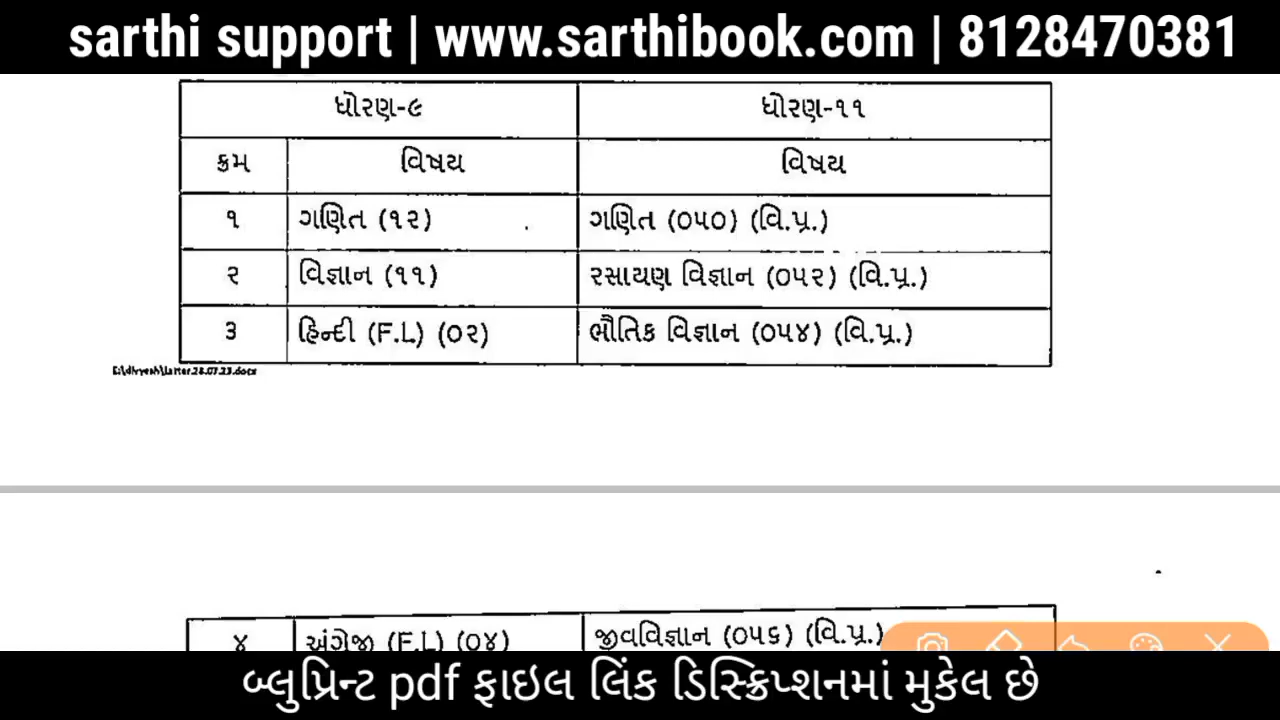 sarthi support | www.sarthibook.com | 8128470381
ધોરણ-૯ ધોરણ-૧૧
ક્રમ વિષય વિષય
૧ ગણિત (૧૨) ગણિત (૦૫૦) (વિ.પ્ર.)
૨ વિજ્ઞાન (૧૧) રસાયણ વિજ્ઞાન (૦૫૨) (વિ.પ્ર.)
૩ હિન્દી (F.L) (૦૨) ભૌતિક વિજ્ઞાન (૦૫૪) (વિ.પ્ર.)
૪ અંગ્રેજી (F.L) (૦૪) જીવવિજ્ઞાન (૦૫૬) (વિ.પ્ર.)
બ્લુપ્રિન્ટ pdf ફાઇલ લિંક ડિસ્ક્રિપ્શનમાં મુકેલ છે